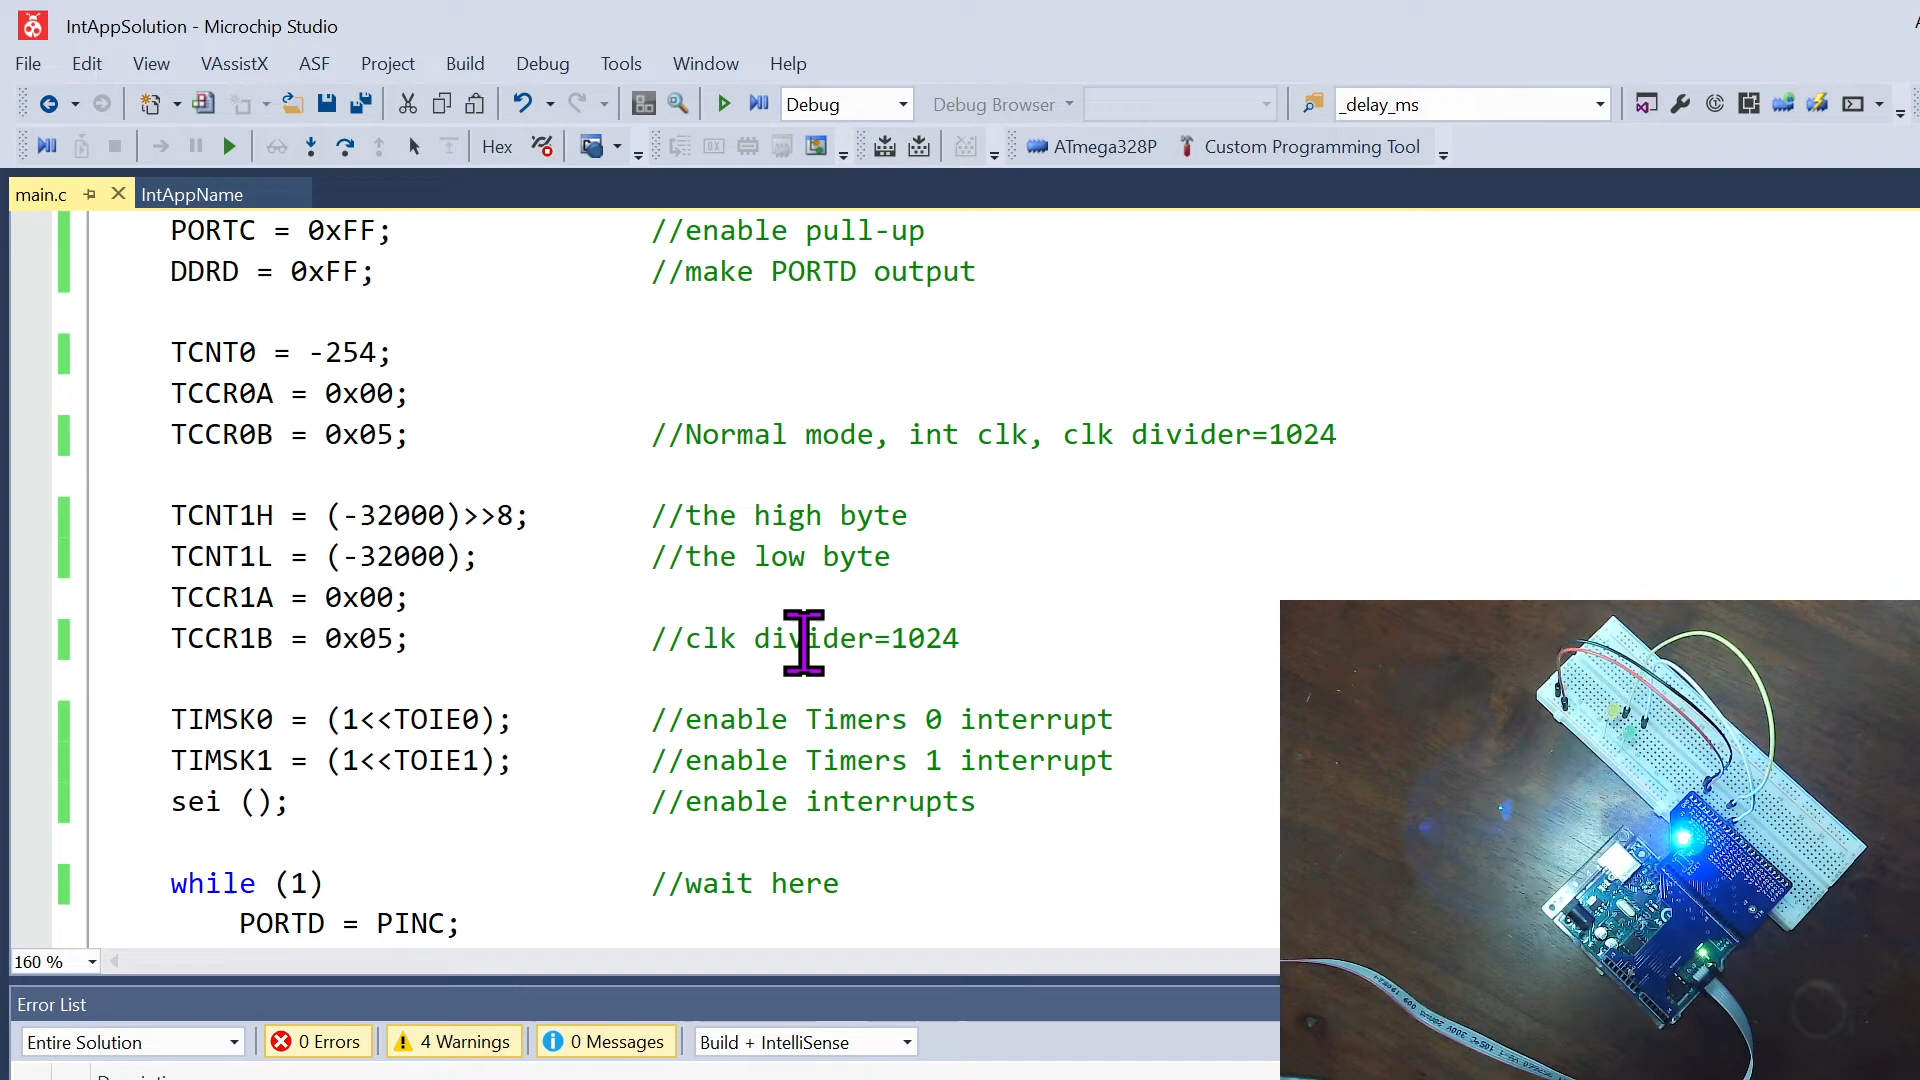 IntAppSolution - Microchip Studio
File Edit View VAssistX ASF Project Build Debug Tools Window Help
Debug Debug Browser _delay_ms
Hex ATmega328P Custom Programming Tool
main.c IntAppName
PORTC = 0xFF; //enable pull-up
DDRD = 0xFF; //make PORTD output
TCNT0 = -254;
TCCR0A = 0x00;
TCCR0B = 0x05; //Normal mode, int clk, clk divider=1024
TCNT1H = (-32000)>>8; //the high byte
TCNT1L = (-32000); //the low byte
TCCR1A = 0x00;
TCCR1B = 0x05; //clk divider=1024
TIMSK0 = (1<<TOIE0); //enable Timers 0 interrupt
TIMSK1 = (1<<TOIE1); //enable Timers 1 interrupt
sei (); //enable interrupts
while (1) //wait here
PORTD = PINC;
160 %
Error List
Entire Solution 0 Errors 4 Warnings 0 Messages Build + IntelliSense